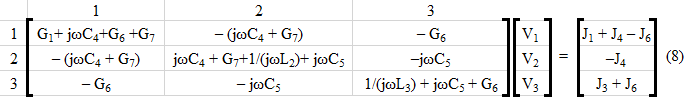 1 2 3
1 G₁+ jωC₄+G₆ +G₇ – (jωC₄ + G₇) – G₆ V₁ J₁ + J₄ – J₆
2 – (jωC₄ + G₇) jωC₄ + G₇+1/(jωL₂)+ jωC₅ –jωC₅ V₂ = –J₄ (8)
3 – G₆ – jωC₅ 1/(jωL₃) + jωC₅ + G₆ V₃ J₃ + J₆